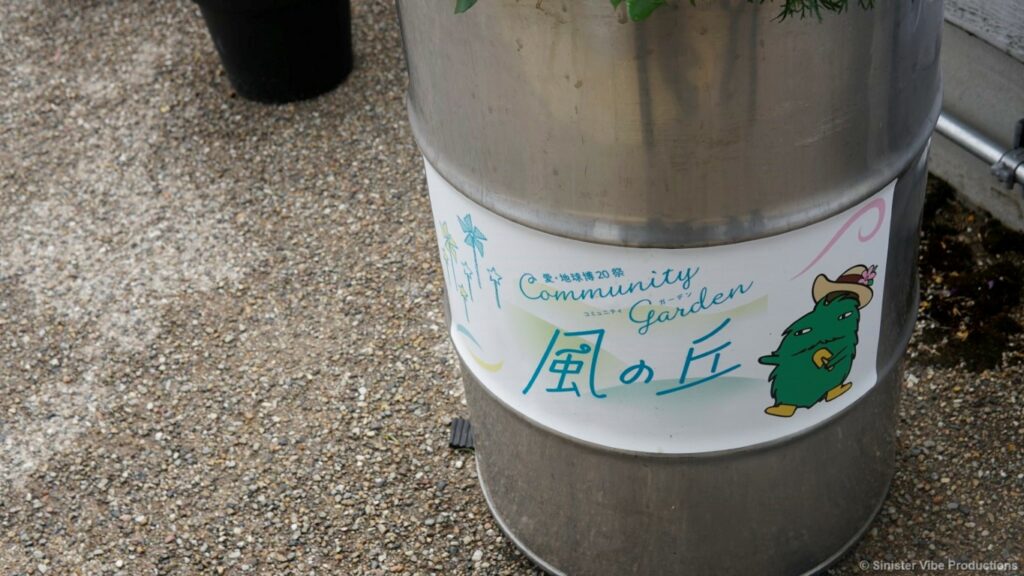 愛・地球博20祭
Community
コミュニティ ガーデン
Garden
風の丘
© Sinister Vibe Productions